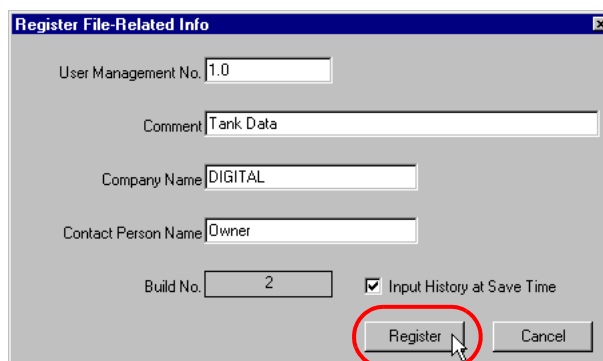 Register File-Related Info
User Management No. 1.0
Comment Tank Data
Company Name DIGITAL
Contact Person Name Owner
Build No. 2 Input History at Save Time
Register Cancel